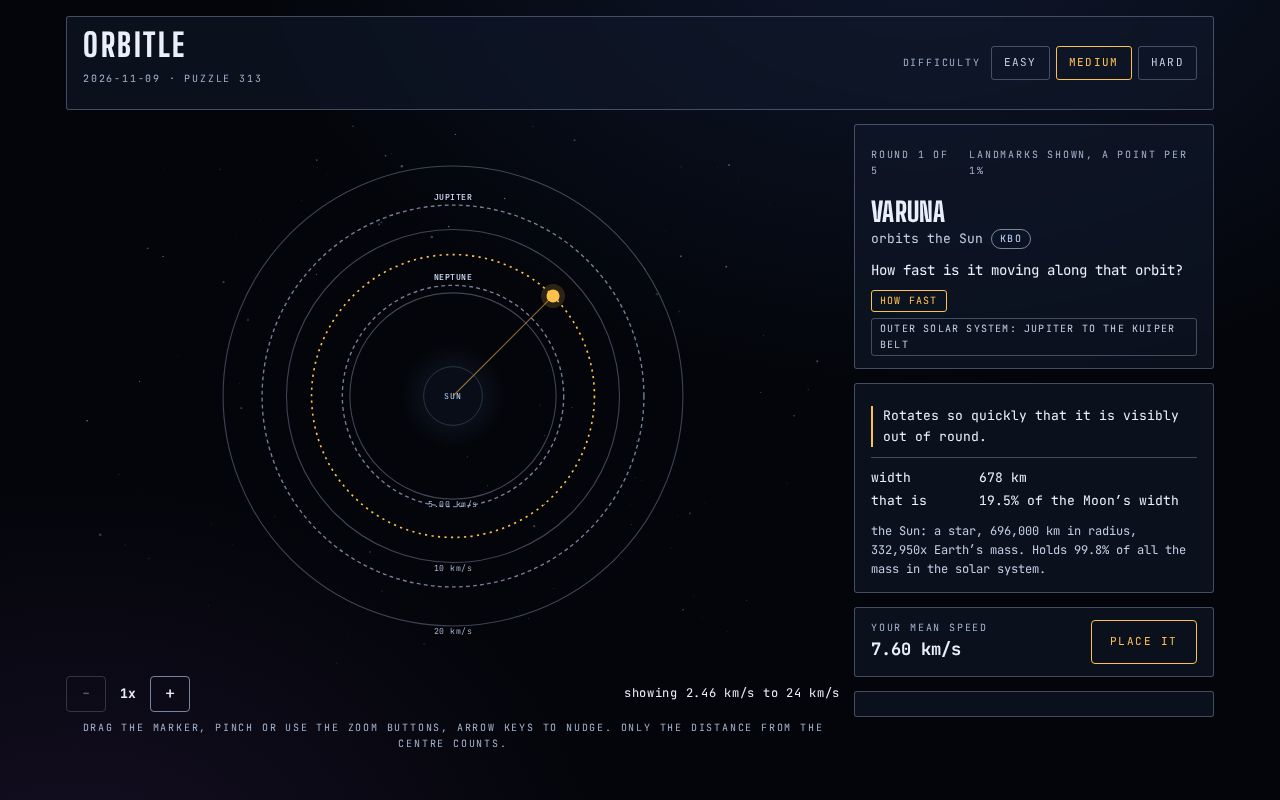 ORBITLE
2026-11-09 · PUZZLE 313
DIFFICULTY
EASY
MEDIUM
HARD
JUPITER
NEPTUNE
SUN
5.00 km/s
10 km/s
20 km/s
−
1x
+
showing 2.46 km/s to 24 km/s
DRAG THE MARKER, PINCH OR USE THE ZOOM BUTTONS, ARROW KEYS TO NUDGE. ONLY THE DISTANCE FROM THE
CENTRE COUNTS.
ROUND 1 OF
5
LANDMARKS SHOWN, A POINT PER
1%
VARUNA
orbits the Sun KBO
How fast is it moving along that orbit?
HOW FAST
OUTER SOLAR SYSTEM: JUPITER TO THE KUIPER
BELT
Rotates so quickly that it is visibly
out of round.
width 678 km
that is 19.5% of the Moon’s width
the Sun: a star, 696,000 km in radius,
332,950x Earth’s mass. Holds 99.8% of all the
mass in the solar system.
YOUR MEAN SPEED
7.60 km/s
PLACE IT